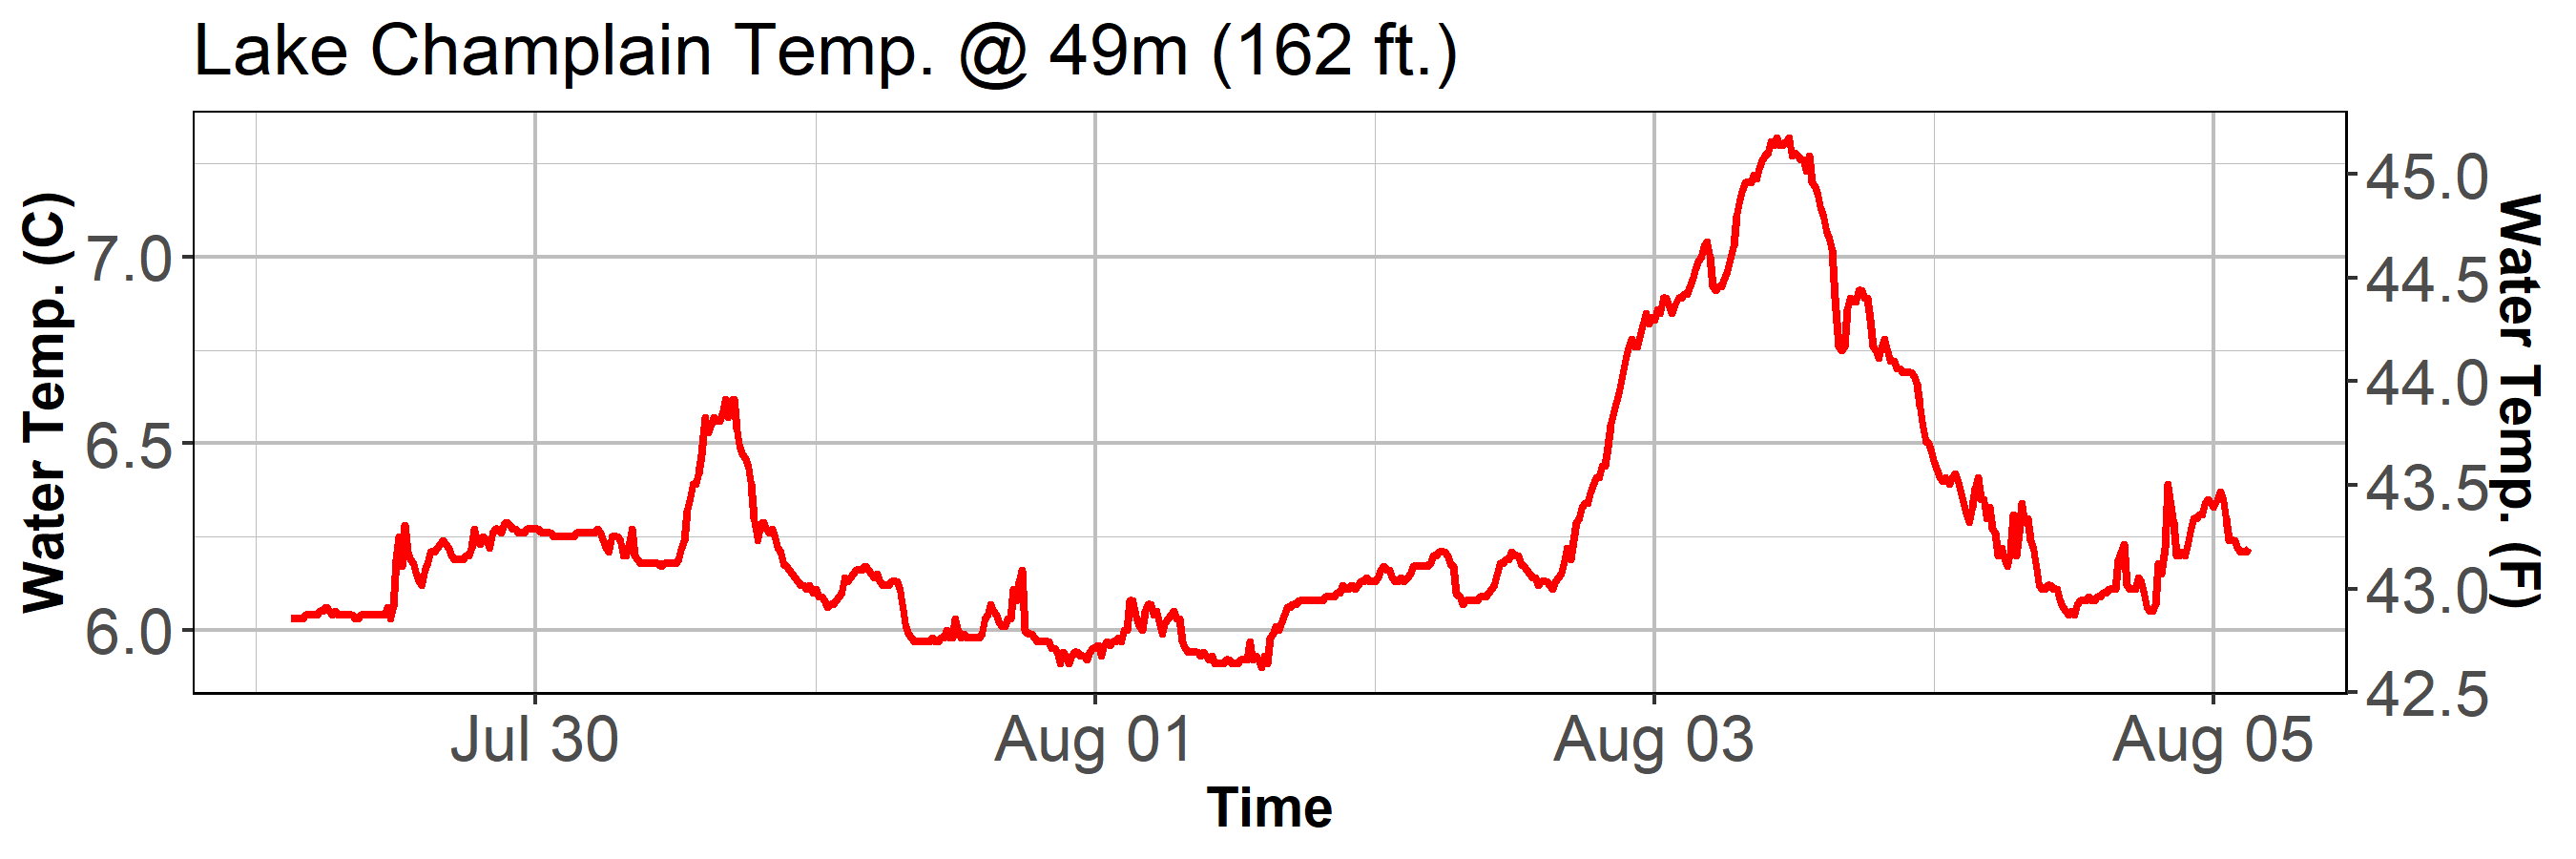 Lake Champlain Temp. @ 49m (162 ft.)
Water Temp. (C)
7.0
6.5
6.0
45.0
44.5
44.0
43.5
43.0
42.5
Water Temp. (F)
Jul 30
Aug 01
Aug 03
Aug 05
Time